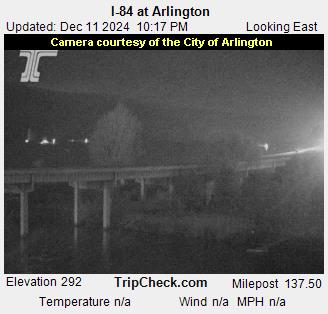 I-84 at Arlington
Updated: Dec 11 2024 10:17 PM Looking East
Camera courtesy of the City of Arlington
Elevation 292 TripCheck.com Milepost 137.50
Temperature n/a Wind n/a MPH n/a